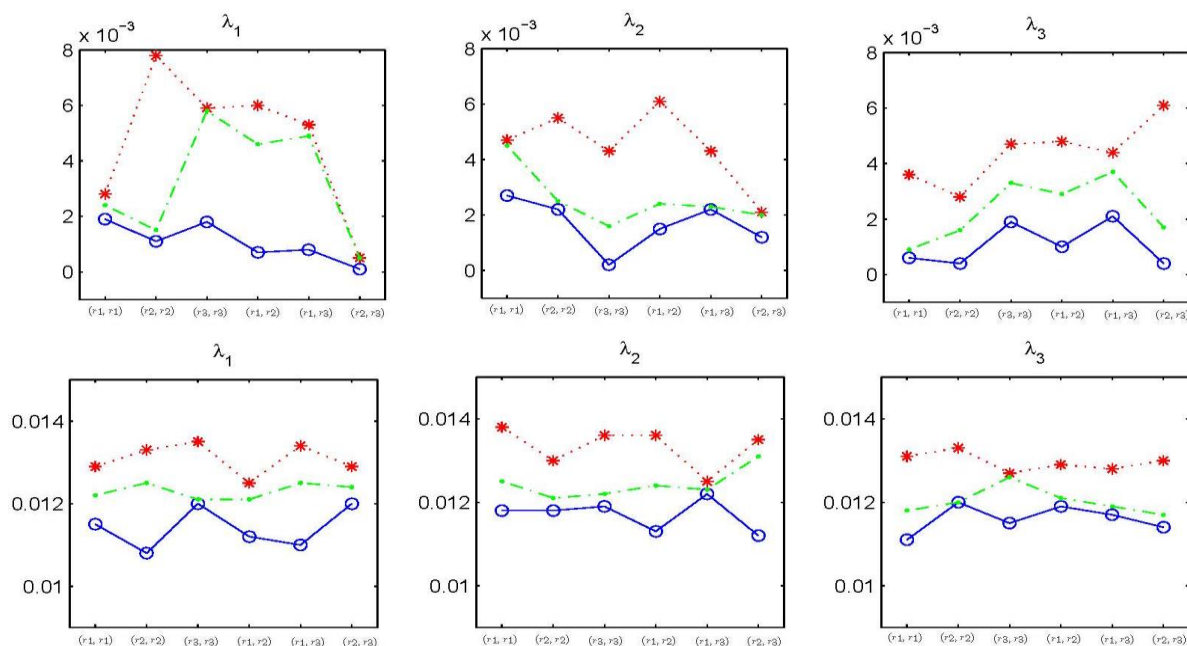 × 10⁻³ λ₁
8
6
4
2
0
(r1, r1) (r2, r2) (r3, r3) (r1, r2) (r1, r3) (r2, r3)
× 10⁻³ λ₂
8
6
4
2
0
(r1, r1) (r2, r2) (r3, r3) (r1, r2) (r1, r3) (r2, r3)
× 10⁻³ λ₃
8
6
4
2
0
(r1, r1) (r2, r2) (r3, r3) (r1, r2) (r1, r3) (r2, r3)
λ₁
0.014
0.012
0.01
(r1, r1) (r2, r2) (r3, r3) (r1, r2) (r1, r3) (r2, r3)
λ₂
0.014
0.012
0.01
(r1, r1) (r2, r2) (r3, r3) (r1, r2) (r1, r3) (r2, r3)
λ₃
0.014
0.012
0.01
(r1, r1) (r2, r2) (r3, r3) (r1, r2) (r1, r3) (r2, r3)